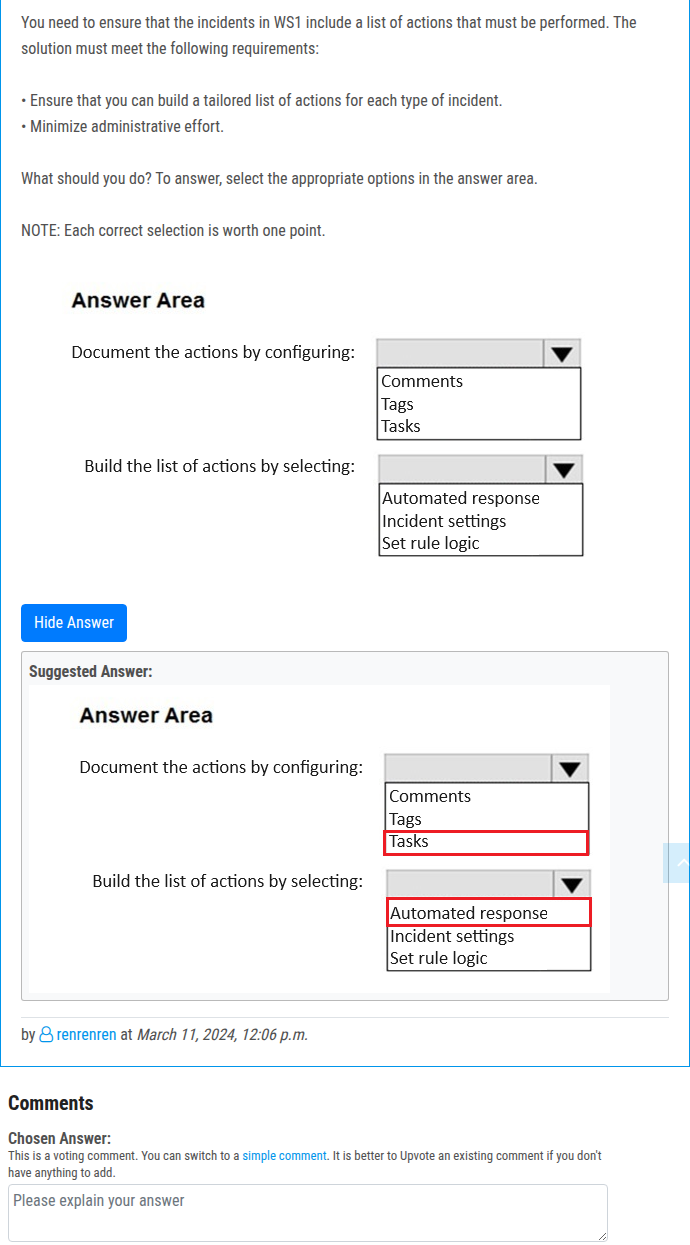 You need to ensure that the incidents in WS1 include a list of actions that must be performed. The
solution must meet the following requirements:
• Ensure that you can build a tailored list of actions for each type of incident.
• Minimize administrative effort.
What should you do? To answer, select the appropriate options in the answer area.
NOTE: Each correct selection is worth one point.
Answer Area
Document the actions by configuring:
Comments
Tags
Tasks
Build the list of actions by selecting:
Automated response
Incident settings
Set rule logic
Hide Answer
Suggested Answer:
Answer Area
Document the actions by configuring:
Comments
Tags
Tasks
Build the list of actions by selecting:
Automated response
Incident settings
Set rule logic
by renrenren at March 11, 2024, 12:06 p.m.
Comments
Chosen Answer:
This is a voting comment. You can switch to a simple comment. It is better to Upvote an existing comment if you don't
have anything to add.
Please explain your answer